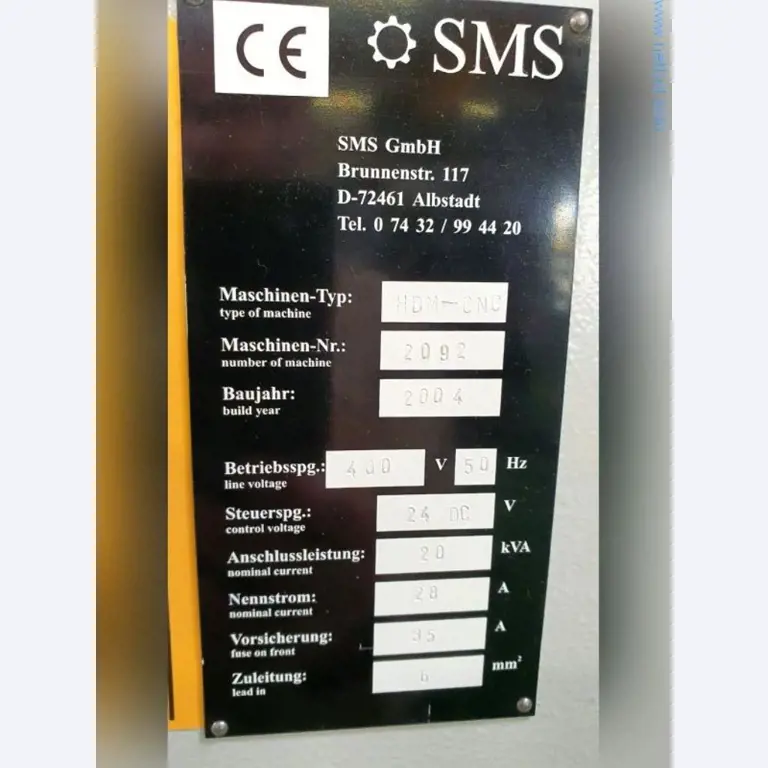 CE SMS
SMS GmbH
Brunnenstr. 117
D-72461 Albstadt
Tel. 0 74 32 / 99 44 20
Maschinen-Typ: HBM-CNC
type of machine
Maschinen-Nr.: 2092
number of machine
Baujahr: 2004
build year
Betriebsspg.: 400 V 50 Hz
line voltage
Steuerspg.: 24 DC V
control voltage
Anschlussleistung: 20 kVA
nominal current
Nennstrom: 28 A
nominal current
Vorsicherung: 35 A
fuse on front
Zuleitung: 6 mm²
lead in